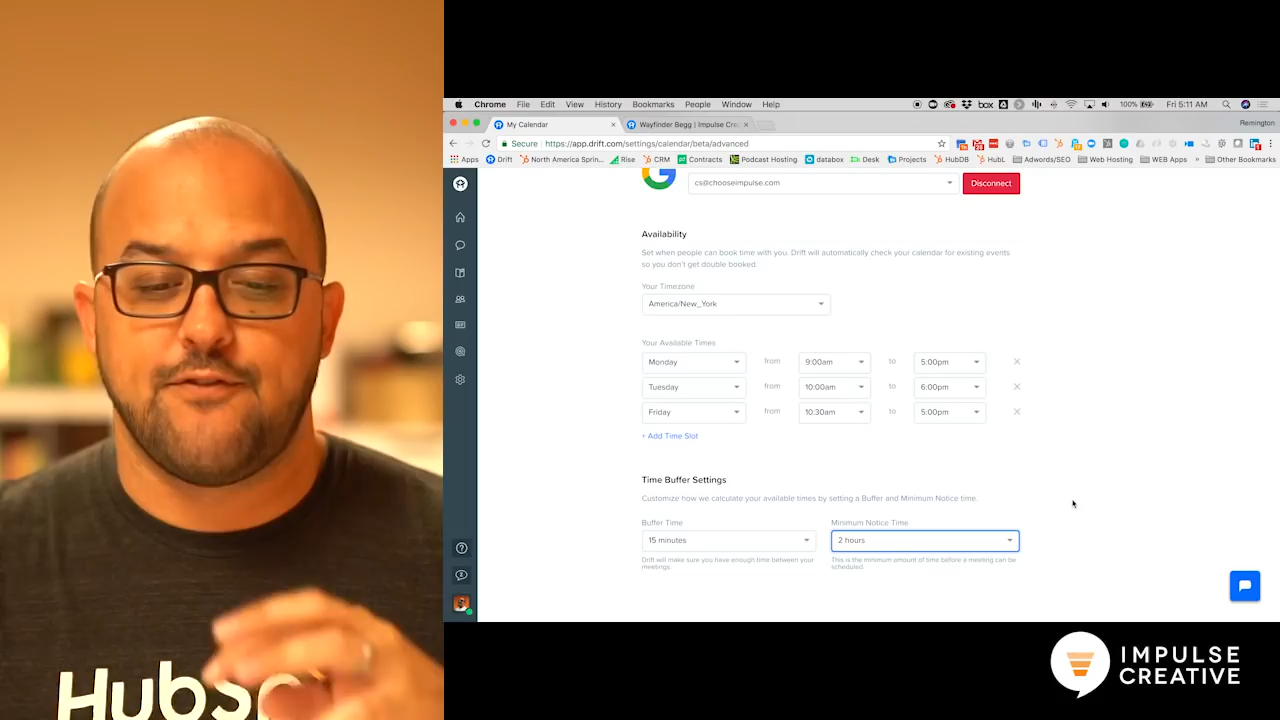 Chrome File Edit View History Bookmarks People Window Help
100% Fri 5:11 AM
My Calendar
Wayfinder Begg | Impulse Cre
Remington
Secure https://app.drift.com/settings/calendar/beta/advanced
Apps Drift North America Sprin... Rise CRM Contracts Podcast Hosting databox Desk Projects HubDB HubL Adwords/SEO Web Hosting WEB Apps » Other Bookmarks
cs@chooseimpulse.com
Disconnect
Availability
Set when people can book time with you. Drift will automatically check your calendar for existing events
so you don't get double booked.
Your Timezone
America/New_York
Your Available Times
Monday from 9:00am to 5:00pm
Tuesday from 10:00am to 6:00pm
Friday from 10:30am to 5:00pm
+ Add Time Slot
Time Buffer Settings
Customize how we calculate your available times by setting a Buffer and Minimum Notice time.
Buffer Time Minimum Notice Time
15 minutes 2 hours
Drift will make sure you have enough time between your
meetings.
This is the minimum amount of time before a meeting can be
scheduled.
HubS
IMPULSE
CREATIVE